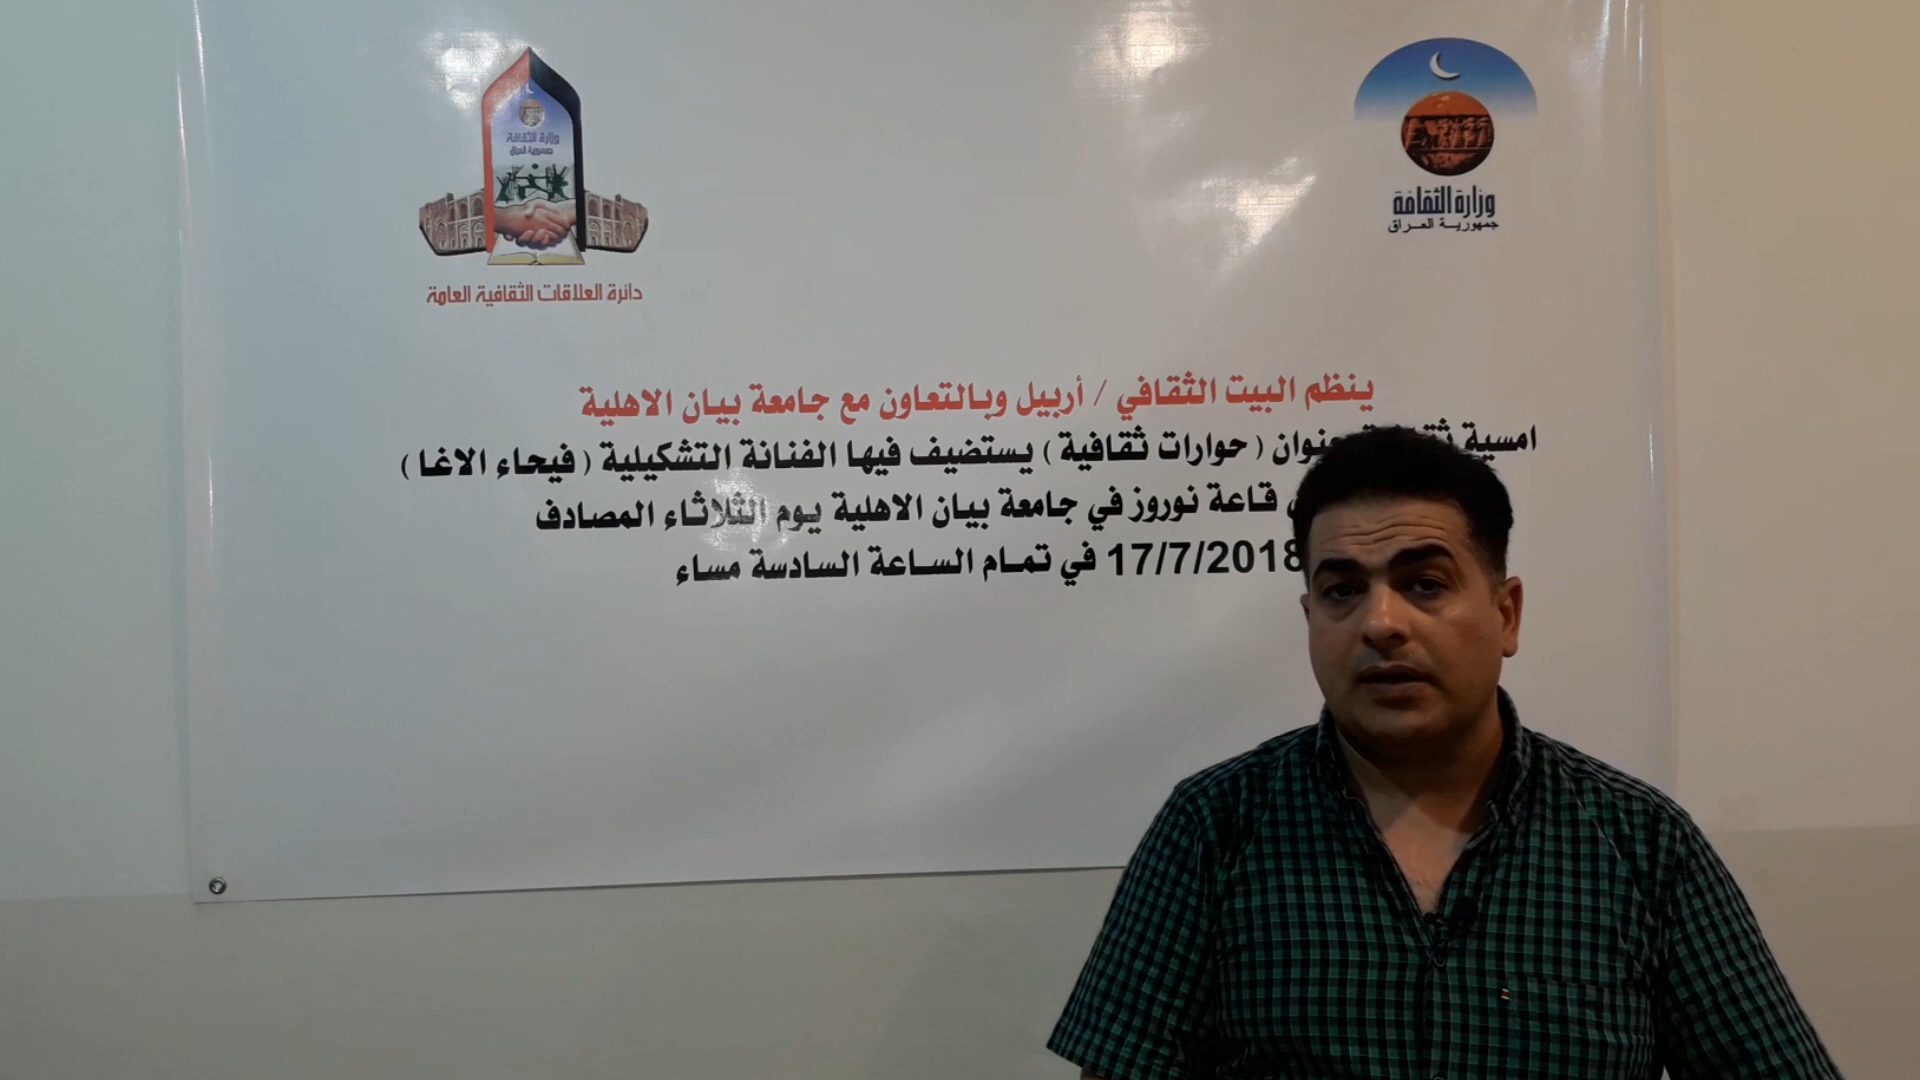 وزارة الثقافة
جمهورية العراق
وزارة الثقافة
جمهورية العراق
دائرة العلاقات الثقافية العامة
ينظم البيت الثقافي / أربيل وبالتعاون مع جامعة بيان الاهلية
امسية ( حوارات ثقافية ) يستضيف فيها الفنانة التشكيلية ( فيحاء الاغا )
قاعة نوروز في جامعة بيان الاهلية يوم الثلاثاء المصادف
17/7/2018 في تمام الساعة السادسة مساء